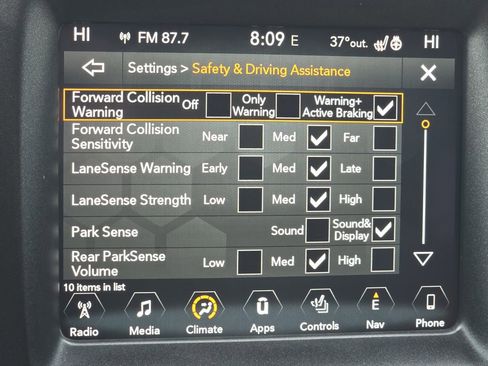 HI FM 87.7 8:09 E 37°out. HI
Settings > Safety & Driving Assistance
Forward Collision Warning Off Only Warning Warning+ Active Braking
Forward Collision Sensitivity Near Med Far
LaneSense Warning Early Med Late
LaneSense Strength Low Med High
Park Sense Sound Sound& Display
Rear ParkSense Volume Low Med High
10 items in list
Radio Media Climate Apps Controls E Nav Phone